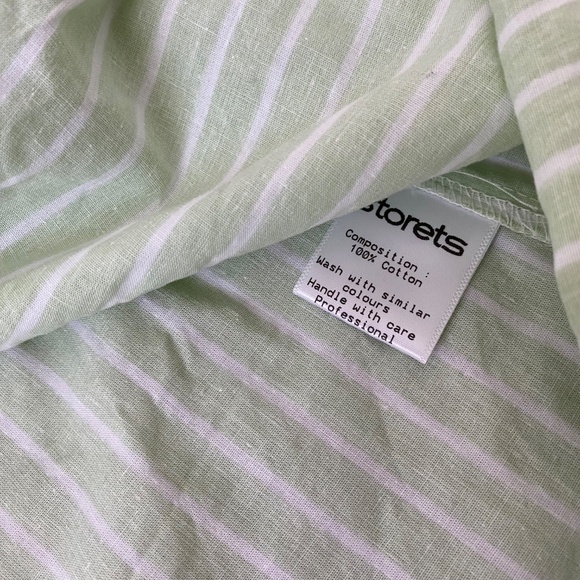 storets
Composition :
100% Cotton
Wash with similar
colours
Handle with care
Professional